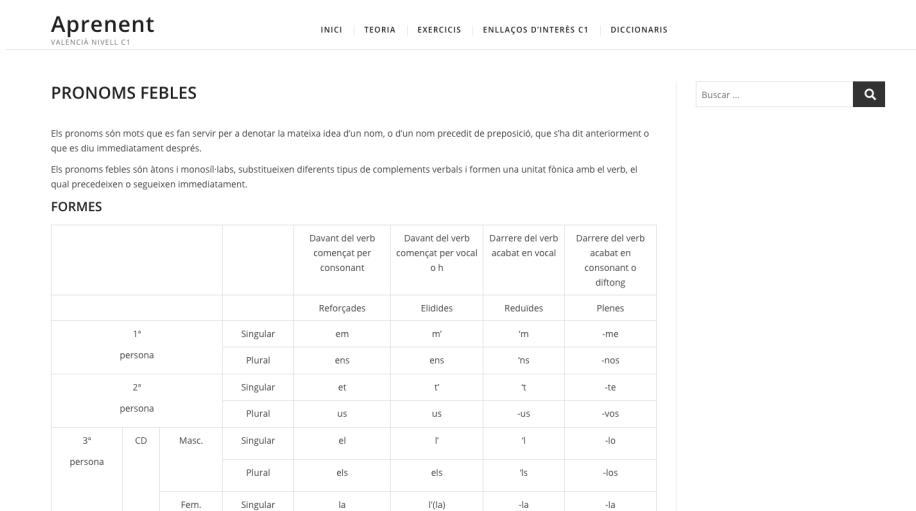 Aprenent
VALENCIÀ NIVELL C1
INICI TEORIA EXERCICIS ENLLAÇOS D'INTERÈS C1 DICCIONARIS
PRONOMS FEBLES
Buscar ...
Els pronoms són mots que es fan servir per a denotar la mateixa idea d'un nom, o d'un nom precedit de preposició, que s'ha dit anteriorment o
que es diu immediatament després.
Els pronoms febles són àtons i monosíl·labs, substitueixen diferents tipus de complements verbals i formen una unitat fònica amb el verb, el
qual precedeixen o segueixen immediatament.
FORMES
Davant del verb començat per consonant Davant del verb començat per vocal o h Darrere del verb acabat en vocal Darrere del verb acabat en consonant o diftong
Reforçades Elidides Reduïdes Plenes
1ª persona Singular em m' 'm -me
Plural ens ens 'ns -nos
2ª persona Singular et t' 't -te
Plural us us -us -vos
3ª persona CD Masc. Singular el l' 'l -lo
Plural els els 'ls -los
Fem. Singular la l'(la) -la -la